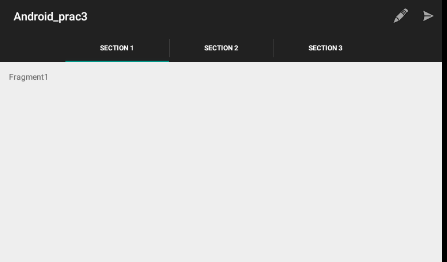 Android_prac3
SECTION 1 SECTION 2 SECTION 3
Fragment1